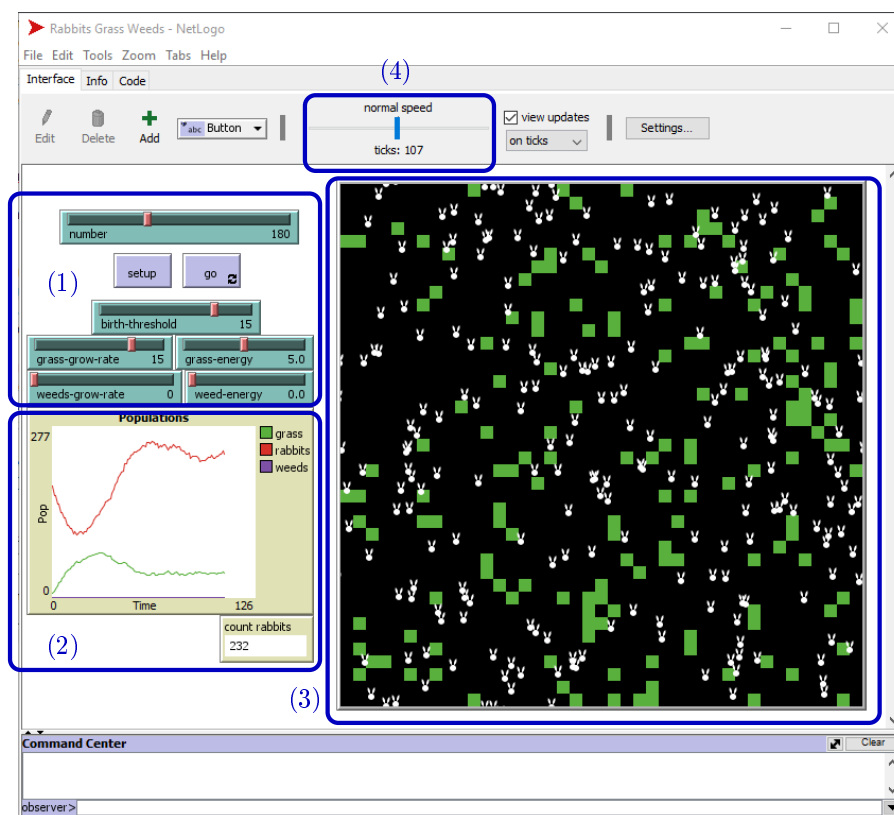 Rabbits Grass Weeds - NetLogo
File Edit Tools Zoom Tabs Help
Interface Info Code
(4)
Edit Delete Add abc Button
normal speed
ticks: 107
view updates
on ticks
Settings...
number 180
setup go
(1)
birth-threshold 15
grass-grow-rate 15 grass-energy 5.0
weeds-grow-rate 0 weed-energy 0.0
Populations
277
Pop
0
0 Time 126
grass
rabbits
weeds
count rabbits
232
(2)
(3)
Command Center Clear
observer>